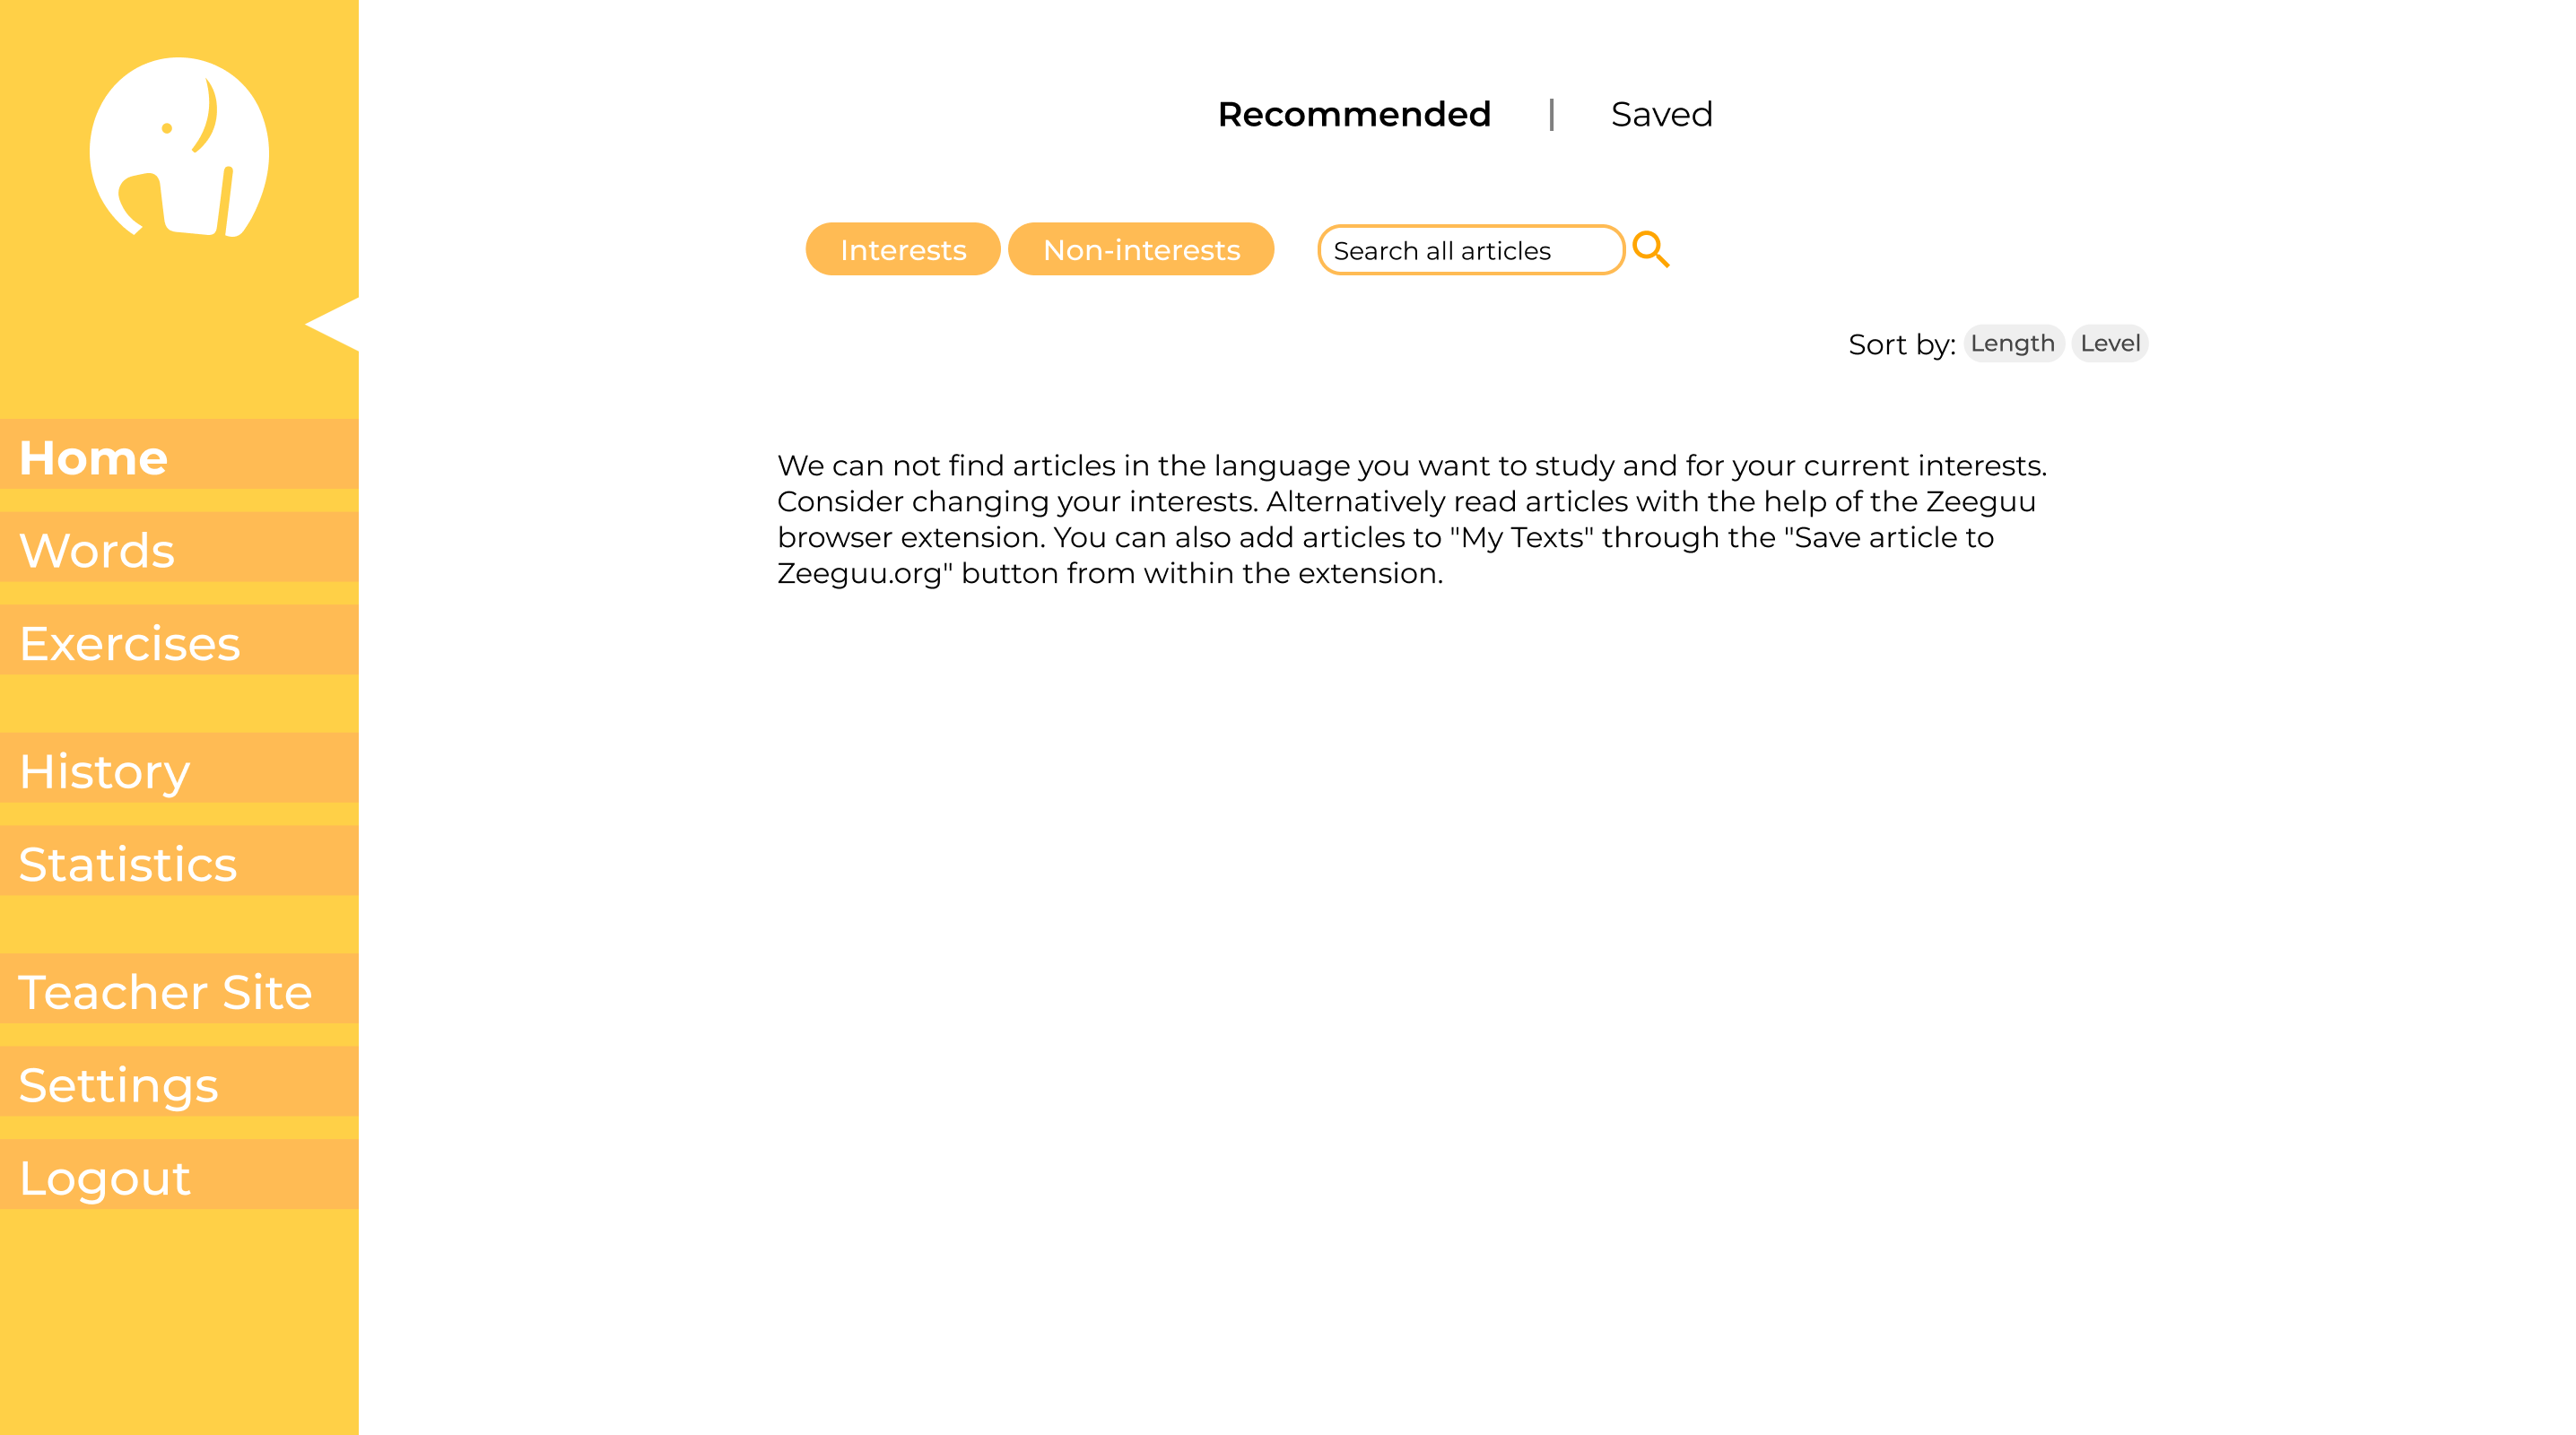 Recommended | Saved
Interests Non-interests Search all articles
Sort by: Length Level
Home
Words
Exercises
History
Statistics
Teacher Site
Settings
Logout
We can not find articles in the language you want to study and for your current interests.
Consider changing your interests. Alternatively read articles with the help of the Zeeguu
browser extension. You can also add articles to "My Texts" through the "Save article to
Zeeguu.org" button from within the extension.